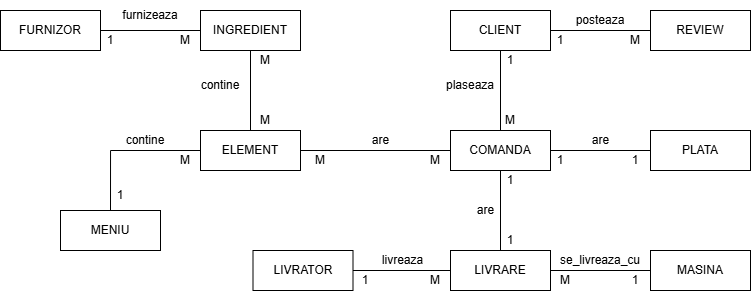 furnizeaza
posteaza
FURNIZOR
INGREDIENT
CLIENT
REVIEW
1
M
1
M
M
1
contine
plaseaza
M
M
contine
are
are
ELEMENT
COMANDA
PLATA
M
M
M
1
1
1
1
are
MENIU
1
livreaza
se_livreaza_cu
LIVRATOR
LIVRARE
MASINA
1
M
M
1